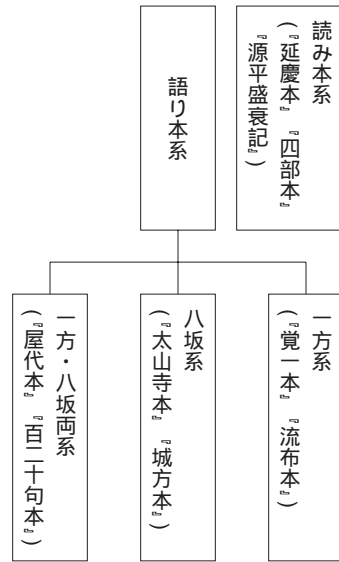 読み本系
(『延慶本』『四部本』
『源平盛衰記』)
語り本系
一方系
(『覚一本』『流布本』)
八坂系
(『太山寺本』『城方本』)
一方・八坂両系
(『屋代本』『百二十句本』)